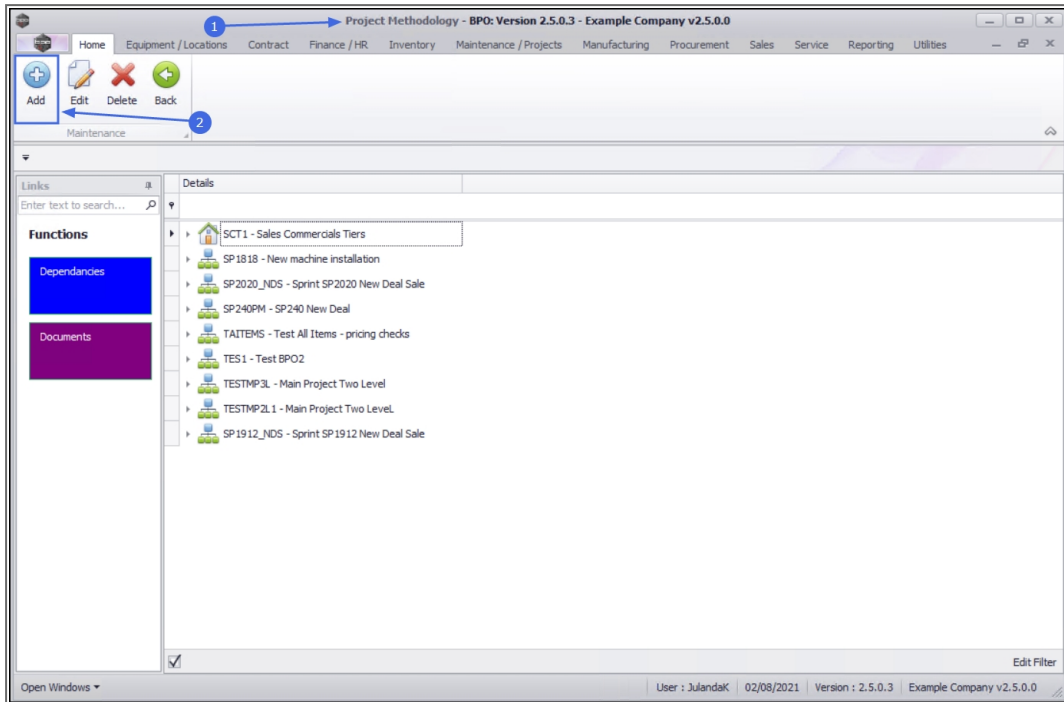 1
Project Methodology - BPO: Version 2.5.0.3 - Example Company v2.5.0.0
Home Equipment / Locations Contract Finance / HR Inventory Maintenance / Projects Manufacturing Procurement Sales Service Reporting Utilities
Add Edit Delete Back
2
Maintenance
Links
Enter text to search...
Functions
Dependancies
Documents
Details
SCT1 - Sales Commercials Tiers
SP1818 - New machine installation
SP2020_NDS - Sprint SP2020 New Deal Sale
SP240PM - SP240 New Deal
TAITEMS - Test All Items - pricing checks
TES1 - Test BPO2
TESTMP3L - Main Project Two Level
TESTMP2L1 - Main Project Two LeveL
SP1912_NDS - Sprint SP1912 New Deal Sale
Edit Filter
Open Windows User : JulandaK 02/08/2021 Version : 2.5.0.3 Example Company v2.5.0.0